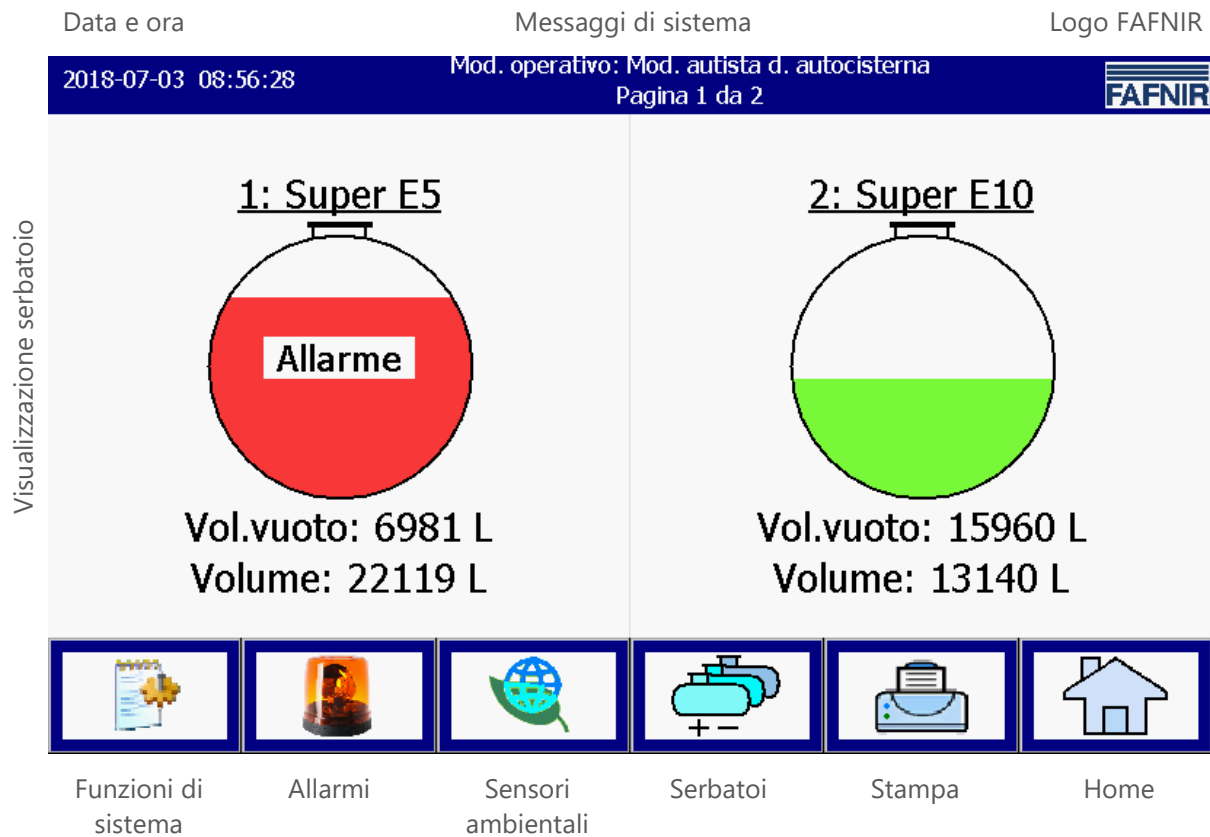 Data e ora
Messaggi di sistema
Logo FAFNIR
2018-07-03 08:56:28
Mod. operativo: Mod. autista d. autocisterna
Pagina 1 da 2
FAFNIR
Visualizzazione serbatoio
1: Super E5
Allarme
Vol.vuoto: 6981 L
Volume: 22119 L
2: Super E10
Vol.vuoto: 15960 L
Volume: 13140 L
+ −
Funzioni di
sistema
Allarmi
Sensori
ambientali
Serbatoi
Stampa
Home